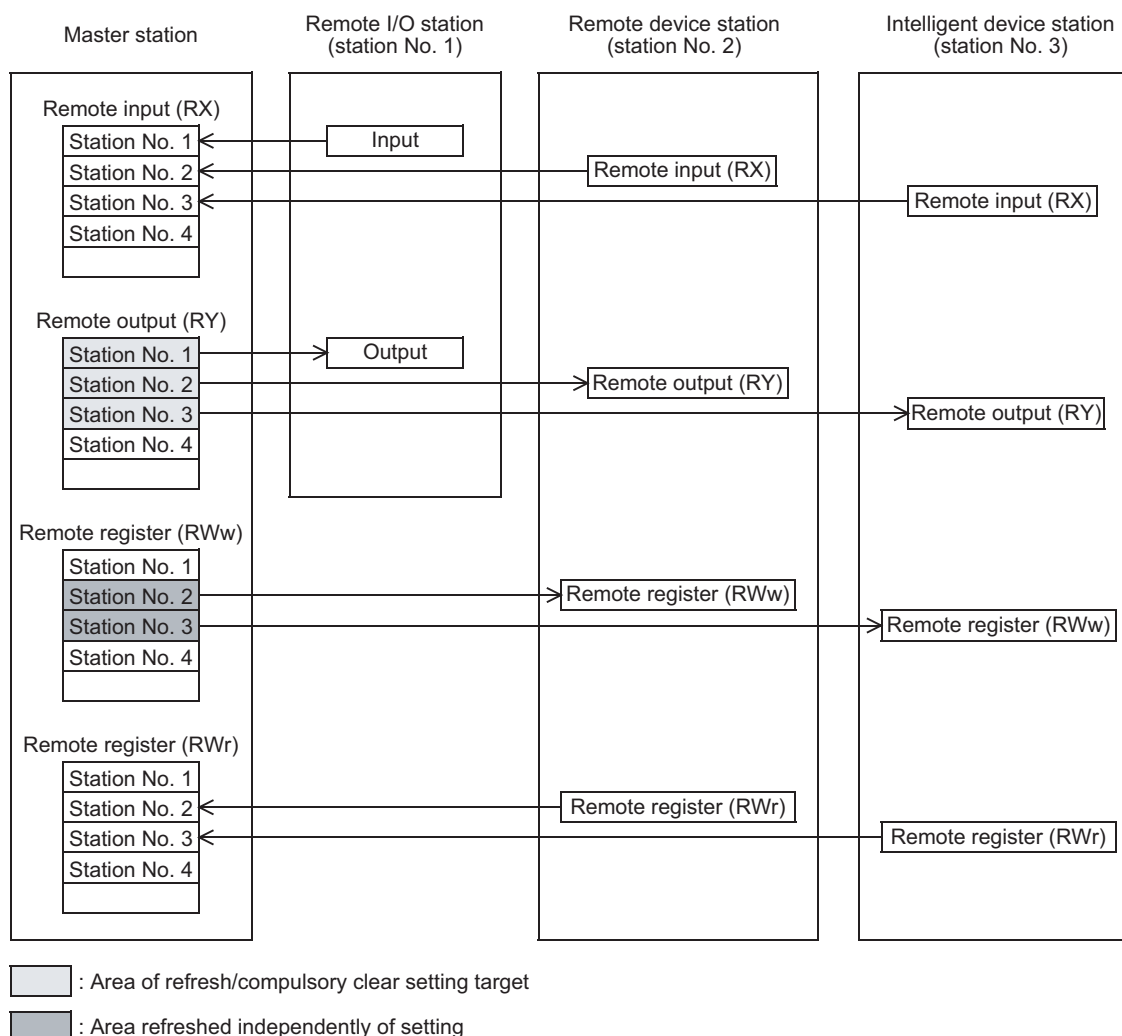 Master station
Remote I/O station
(station No. 1)
Remote device station
(station No. 2)
Intelligent device station
(station No. 3)
Remote input (RX)
Station No. 1
Input
Station No. 2
Remote input (RX)
Station No. 3
Remote input (RX)
Station No. 4
Remote output (RY)
Station No. 1
Output
Station No. 2
Remote output (RY)
Station No. 3
Remote output (RY)
Station No. 4
Remote register (RWw)
Station No. 1
Station No. 2
Remote register (RWw)
Station No. 3
Remote register (RWw)
Station No. 4
Remote register (RWr)
Station No. 1
Station No. 2
Remote register (RWr)
Station No. 3
Remote register (RWr)
Station No. 4
: Area of refresh/compulsory clear setting target
: Area refreshed independently of setting